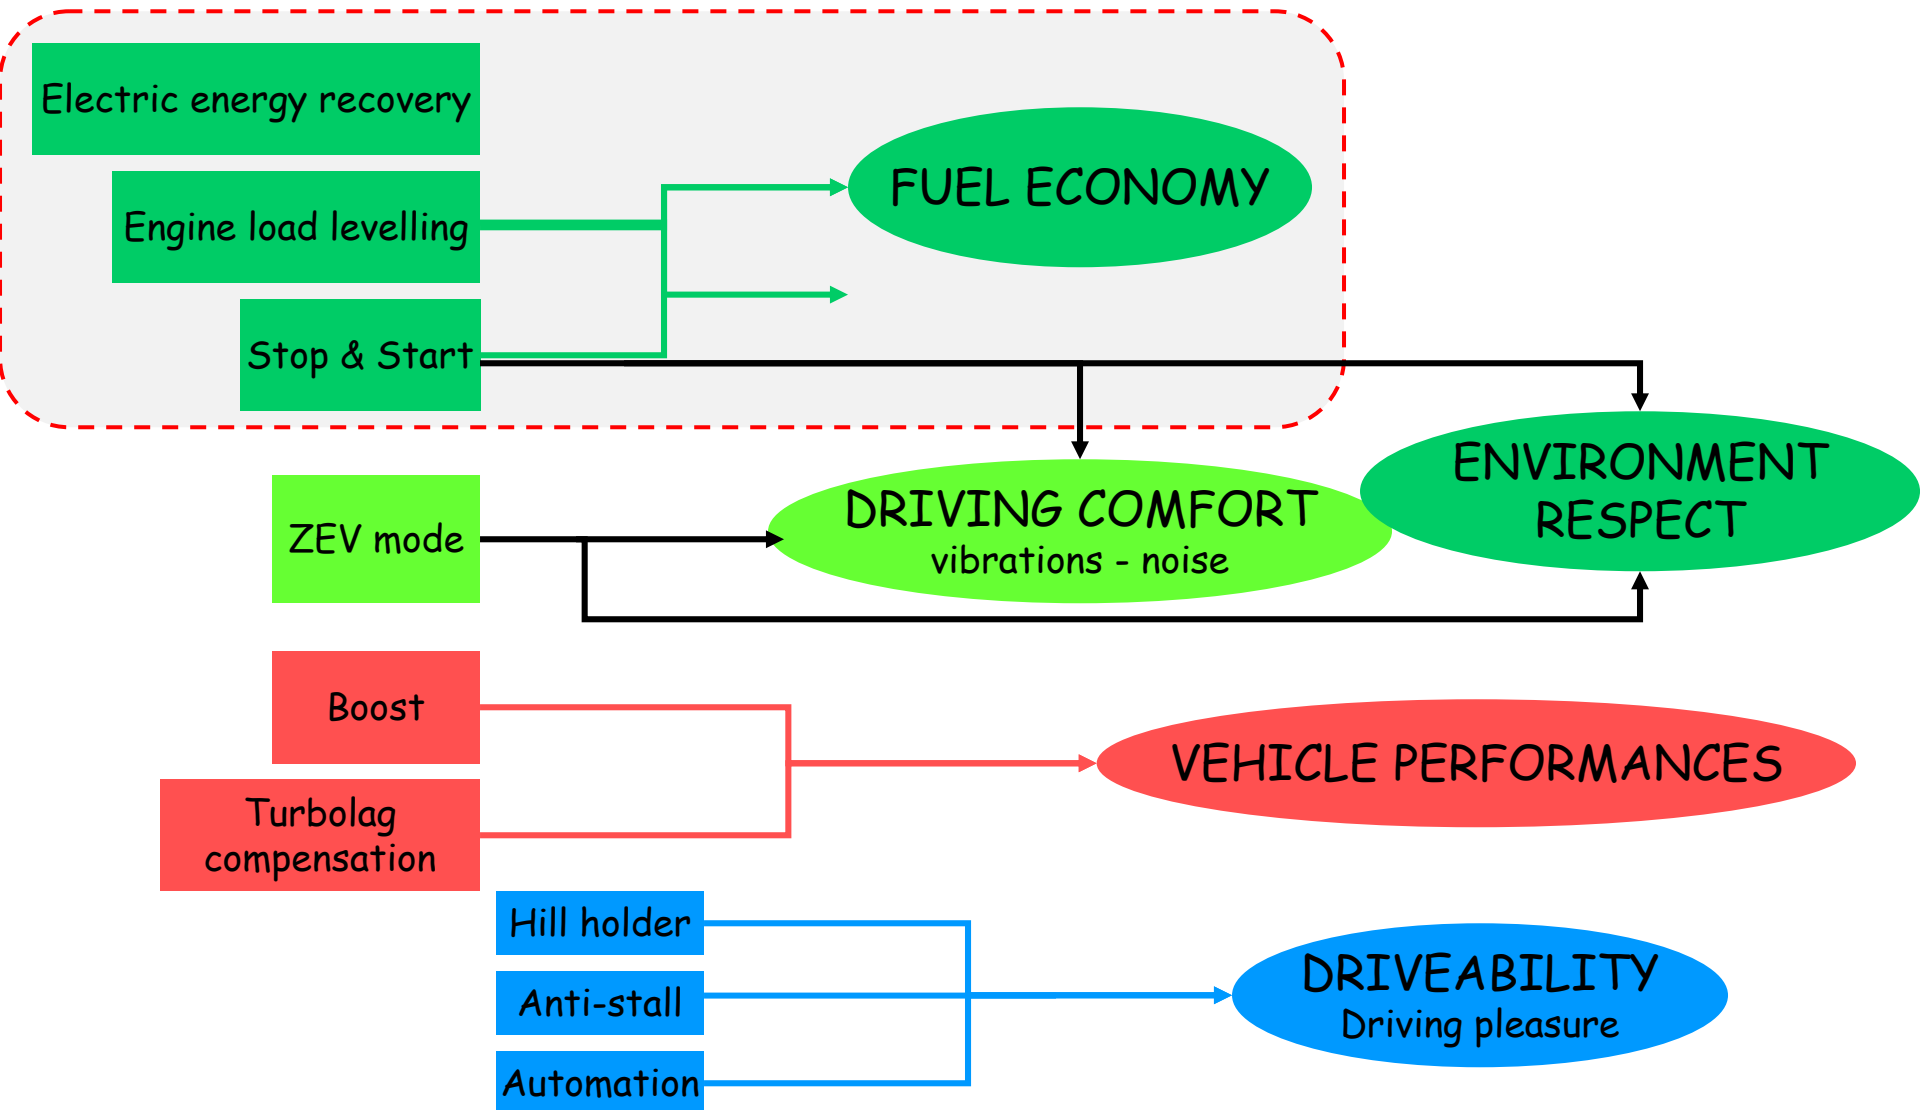 Electric energy recovery
FUEL ECONOMY
Engine load levelling
Stop & Start
ENVIRONMENT
RESPECT
DRIVING COMFORT
vibrations - noise
ZEV mode
Boost
VEHICLE PERFORMANCES
Turbolag
compensation
Hill holder
DRIVEABILITY
Driving pleasure
Anti-stall
Automation